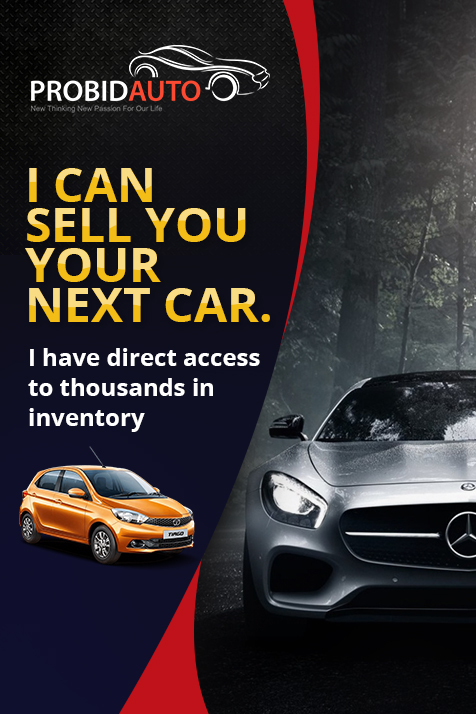 PROBIDAUTO
New Thinking New Passion For Our Life
I CAN
SELL YOU
YOUR
NEXT CAR.
I have direct access
to thousands in
inventory
TIAGO